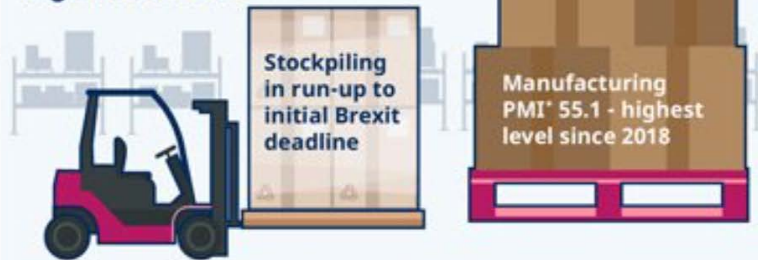 Stockpiling
in run-up to
initial Brexit
deadline
Manufacturing
PMI* 55.1 - highest
level since 2018